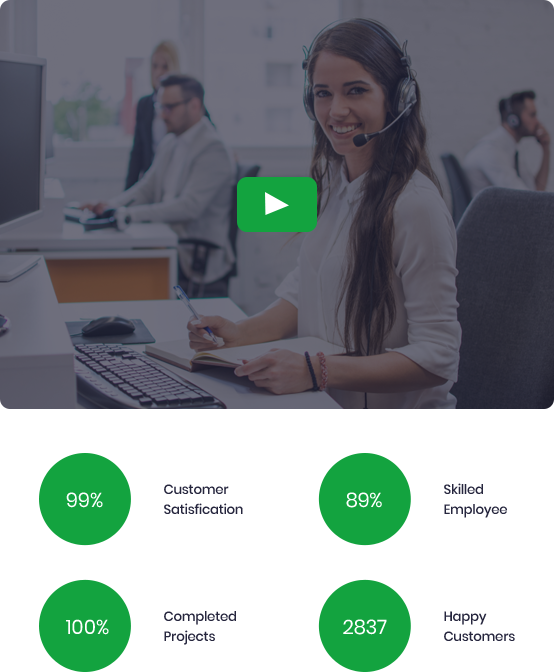 99%
Customer
Satisfication
89%
Skilled
Employee
100%
Completed
Projects
2837
Happy
Customers